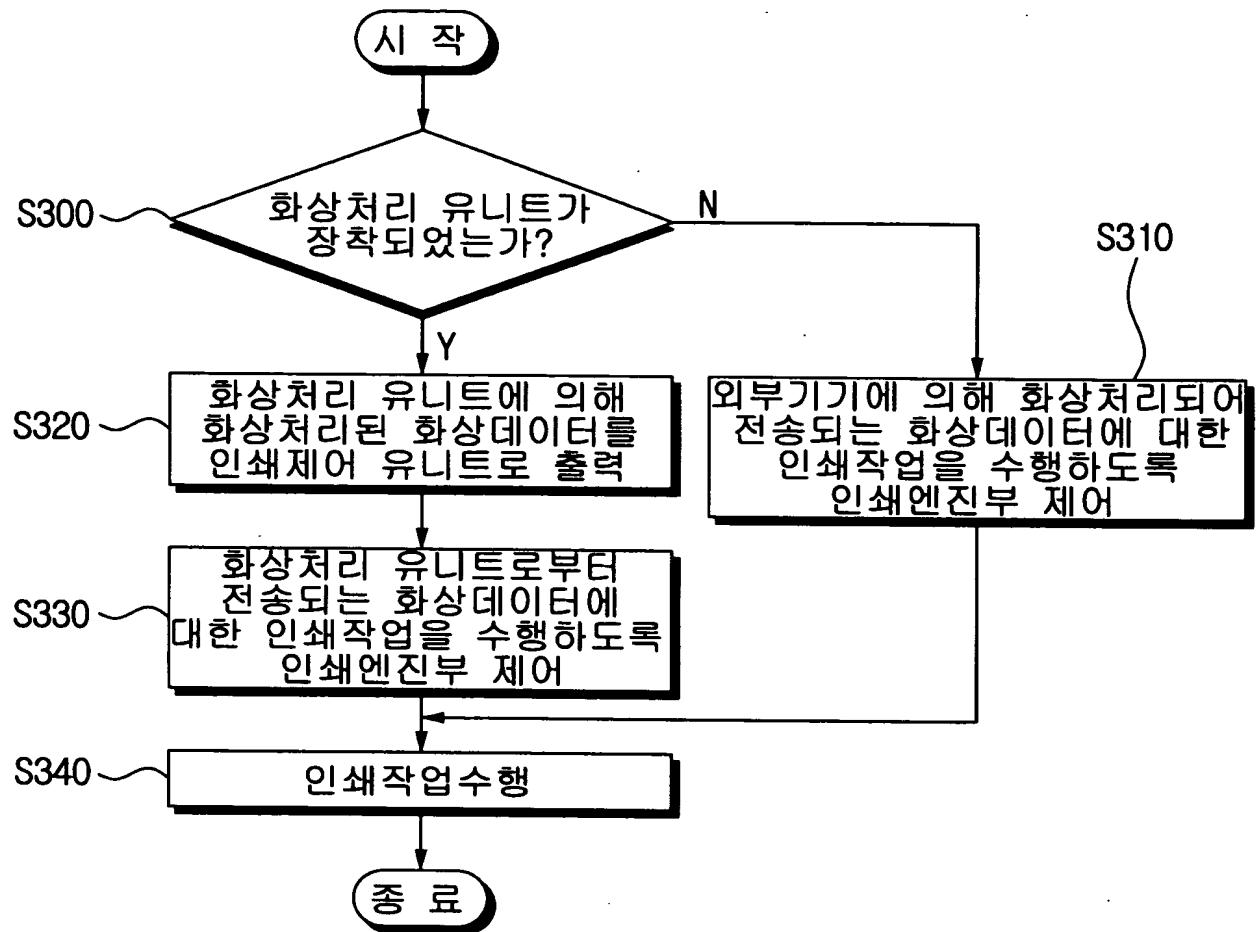 시 작
S300
화상처리 유니트가
장착되었는가?
N
Y
S310
외부기기에 의해 화상처리되어
전송되는 화상데이터에 대한
인쇄작업을 수행하도록
인쇄엔진부 제어
S320
화상처리 유니트에 의해
화상처리된 화상데이터를
인쇄제어 유니트로 출력
S330
화상처리 유니트로부터
전송되는 화상데이터에
대한 인쇄작업을 수행하도록
인쇄엔진부 제어
S340
인쇄작업수행
종 료